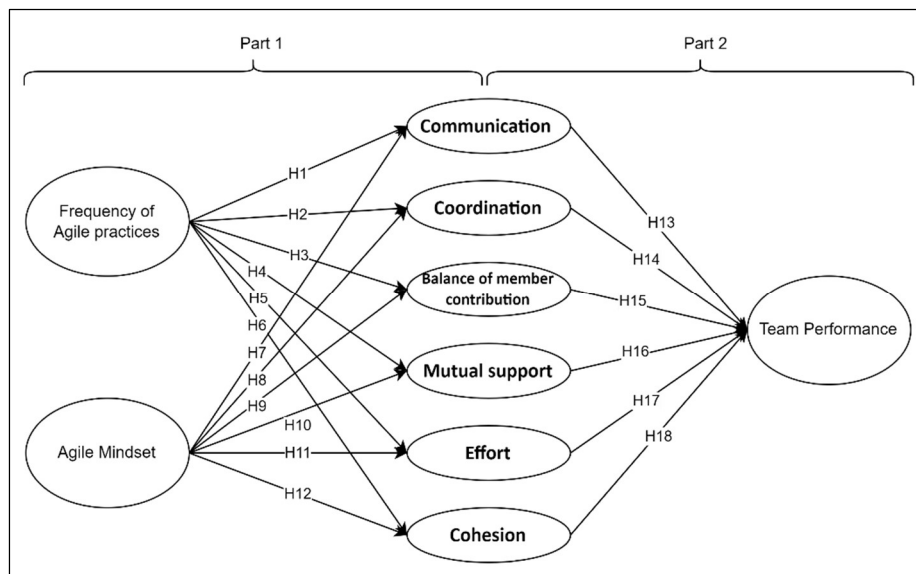 Part 1
Part 2
Communication
H1
H13
Frequency of
Agile practices
H2
Coordination
H14
H3
H4
Balance of member
contribution
H5
H15
H6
Team Performance
H7
H16
Mutual support
H8
H17
H9
H10
H18
Agile Mindset
H11
Effort
H12
Cohesion